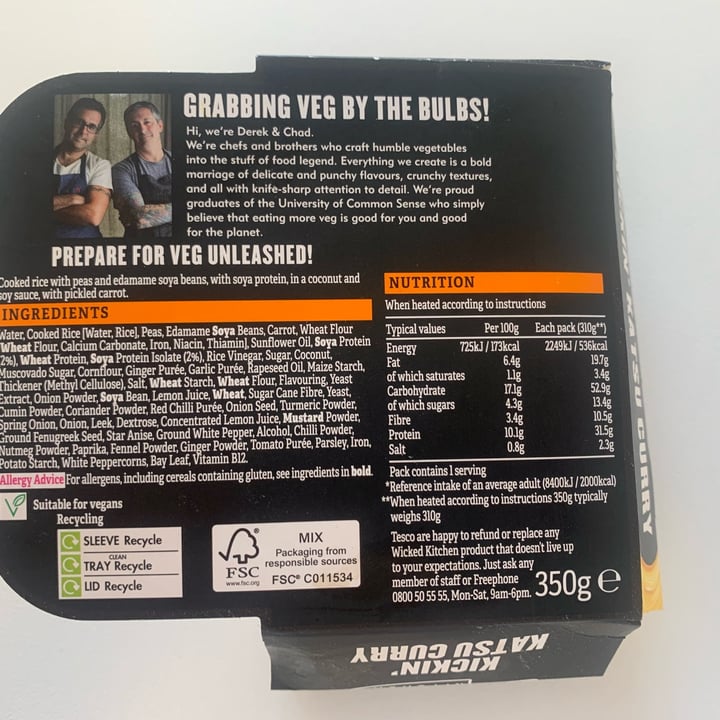 GRABBING VEG BY THE BULBS!
Hi, we're Derek & Chad.
We're chefs and brothers who craft humble vegetables
into the stuff of food legend. Everything we create is a bold
marriage of delicate and punchy flavours, crunchy textures,
and all with knife-sharp attention to detail. We're proud
graduates of the University of Common Sense who simply
believe that eating more veg is good for you and good
for the planet.
PREPARE FOR VEG UNLEASHED!
Cooked rice with peas and edamame soya beans, with soya protein, in a coconut and
soy sauce, with pickled carrot.
INGREDIENTS
Water, Cooked Rice [Water, Rice], Peas, Edamame Soya Beans, Carrot, Wheat Flour
[Wheat Flour, Calcium Carbonate, Iron, Niacin, Thiamin], Sunflower Oil, Soya Protein
(2%), Wheat Protein, Soya Protein Isolate (2%), Rice Vinegar, Sugar, Coconut,
Muscovado Sugar, Cornflour, Ginger Purée, Garlic Purée, Rapeseed Oil, Maize Starch,
Thickener (Methyl Cellulose), Salt, Wheat Starch, Wheat Flour, Flavouring, Yeast
Extract, Onion Powder, Soya Bean, Lemon Juice, Wheat, Sugar Cane Fibre, Yeast,
Cumin Powder, Coriander Powder, Red Chilli Purée, Onion Seed, Turmeric Powder,
Spring Onion, Onion, Leek, Dextrose, Concentrated Lemon Juice, Mustard Powder,
Ground Fenugreek Seed, Star Anise, Ground White Pepper, Alcohol, Chilli Powder,
Nutmeg Powder, Paprika, Fennel Powder, Ginger Powder, Tomato Purée, Parsley, Iron,
Potato Starch, White Peppercorns, Bay Leaf, Vitamin B12.
Allergy Advice For allergens, including cereals containing gluten, see ingredients in bold.
Suitable for vegans
Recycling
SLEEVE Recycle
CLEAN
TRAY Recycle
LID Recycle
FSC
www.fsc.org
MIX
Packaging from
responsible sources
FSC® C011534
NUTRITION
When heated according to instructions
Typical values Per 100g Each pack (310g**)
Energy 725kJ / 173kcal 2249kJ / 536kcal
Fat 6.4g 19.7g
of which saturates 1.1g 3.4g
Carbohydrate 17.1g 52.9g
of which sugars 4.3g 13.4g
Fibre 3.4g 10.5g
Protein 10.1g 31.5g
Salt 0.8g 2.3g
Pack contains 1 serving
*Reference intake of an average adult (8400kJ / 2000kcal)
**When heated according to instructions 350g typically
weighs 310g
Tesco are happy to refund or replace any
Wicked Kitchen product that doesn't live up
to your expectations. Just ask any
member of staff or Freephone
0800 50 55 55, Mon-Sat, 9am-6pm.
350g e
KICKIN'
KATSU CURRY
KATSU CURRY